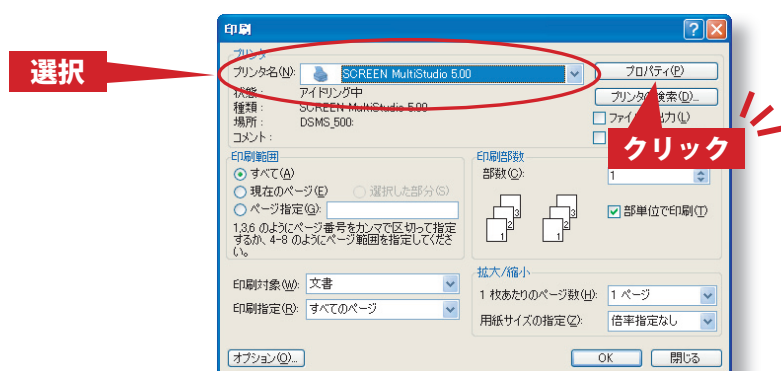 印刷
選択
プリンタ
プリンタ名(N): SCREEN MultiStudio 5.00
プロパティ(P)
状態: アイドリング中
プリンタの検索(D)...
種類: SCREEN MultiStudio 5.00
場所: DSMS_500:
コメント:
クリック
印刷範囲
すべて(A)
現在のページ(E) 選択した部分(S)
ページ指定(G):
1,3,6 のようにページ番号をカンマで区切って指定
するか、4-8 のようにページ範囲を指定してくださ
い。
印刷部数
部数(C): 1
3 3
2 2
1 1
部単位で印刷(T)
印刷対象(W): 文書
印刷指定(R): すべてのページ
拡大/縮小
1 枚あたりのページ数(H): 1 ページ
用紙サイズの指定(Z): 倍率指定なし
オプション(O)...
OK 閉じる